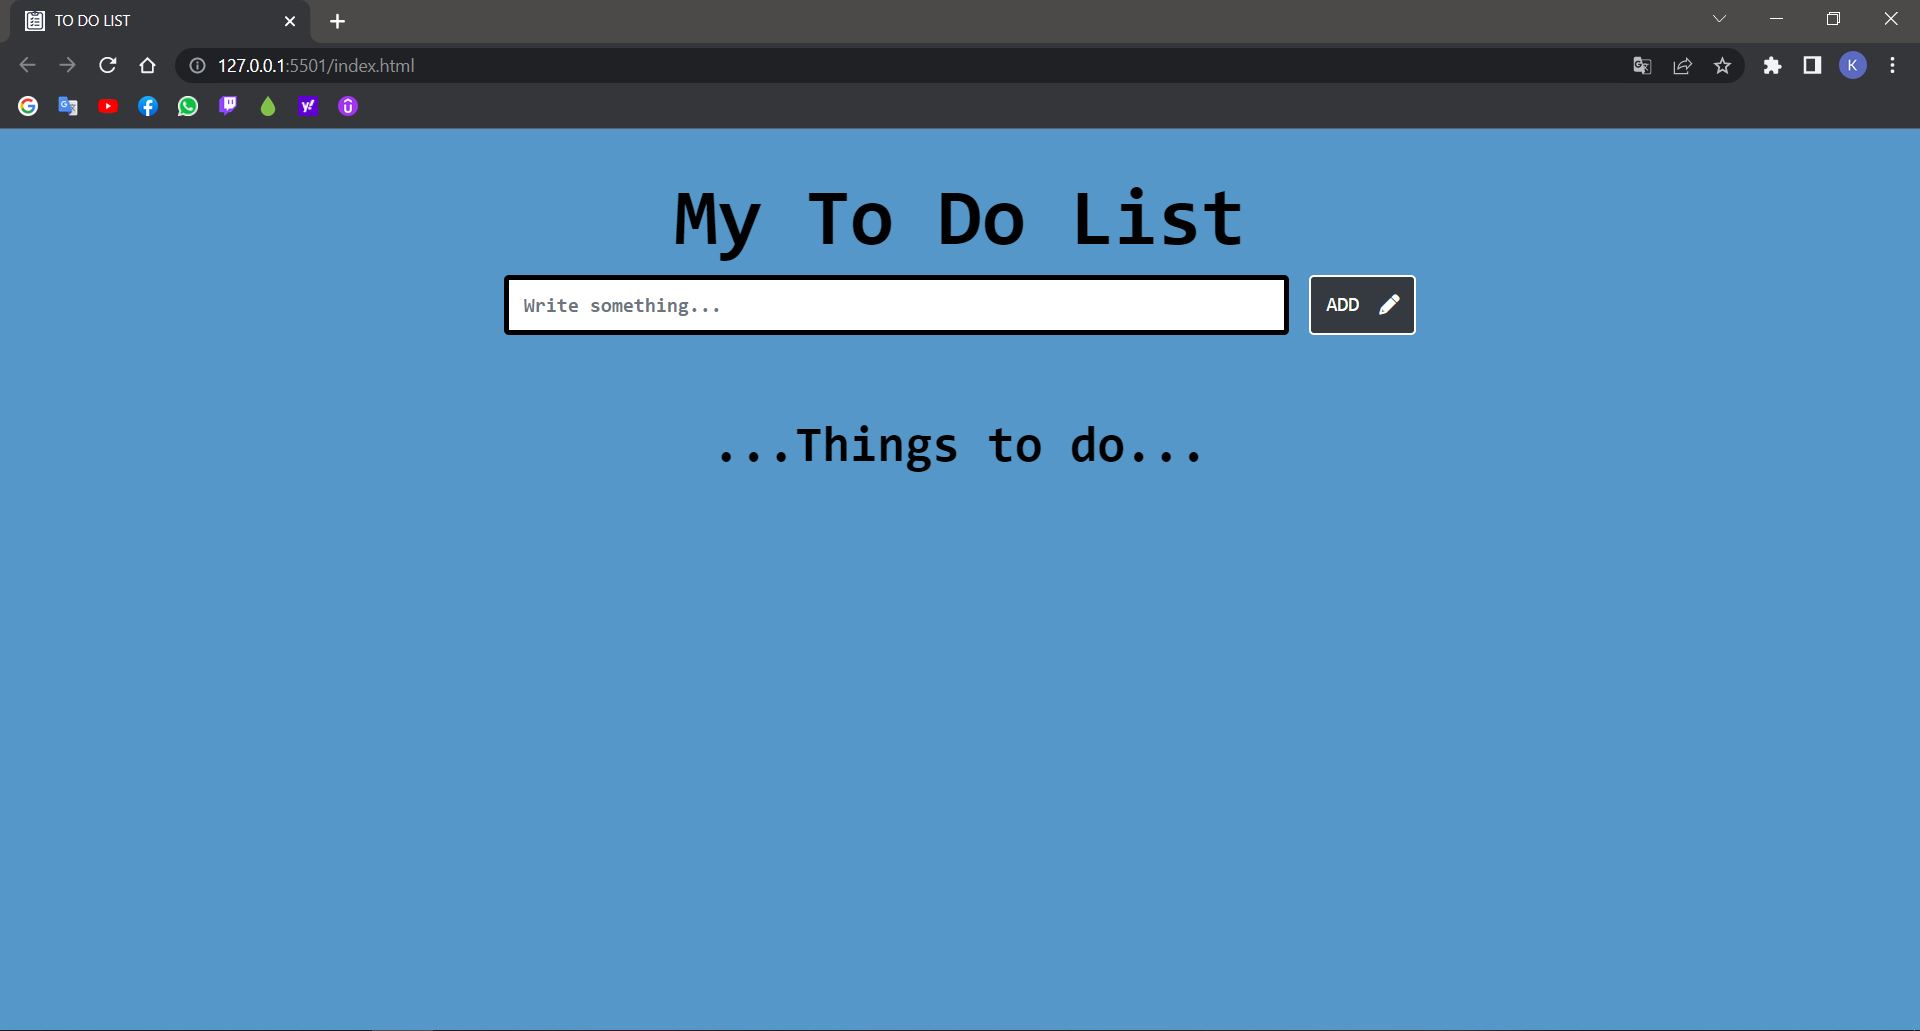 TO DO LIST
127.0.0.1:5501/index.html
K
My To Do List
Write something...
ADD
...Things to do...